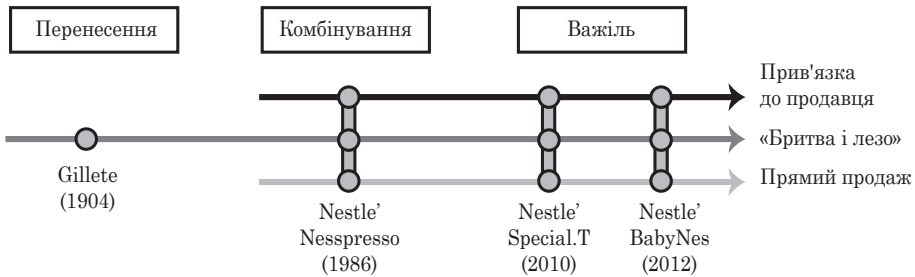 Перенесення
Комбінування
Важіль
Прив'язка
до продавця
«Бритва і лезо»
Прямий продаж
Gillete
(1904)
Nestle’
Nesspresso
(1986)
Nestle’
Special.T
(2010)
Nestle’
BabyNes
(2012)